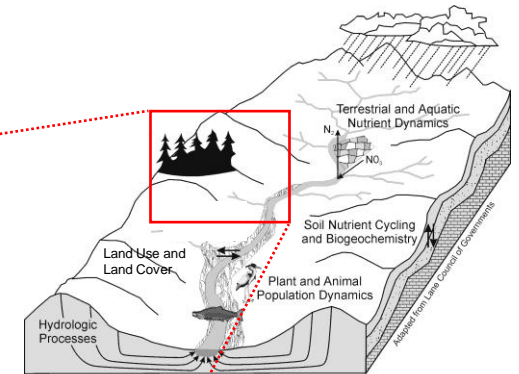 Terrestrial and Aquatic
Nutrient Dynamics
N₂
NO₃
Soil Nutrient Cycling
and Biogeochemistry
Land Use and
Land Cover
Plant and Animal
Population Dynamics
Hydrologic
Processes
Adapted from Lane Council of Governments